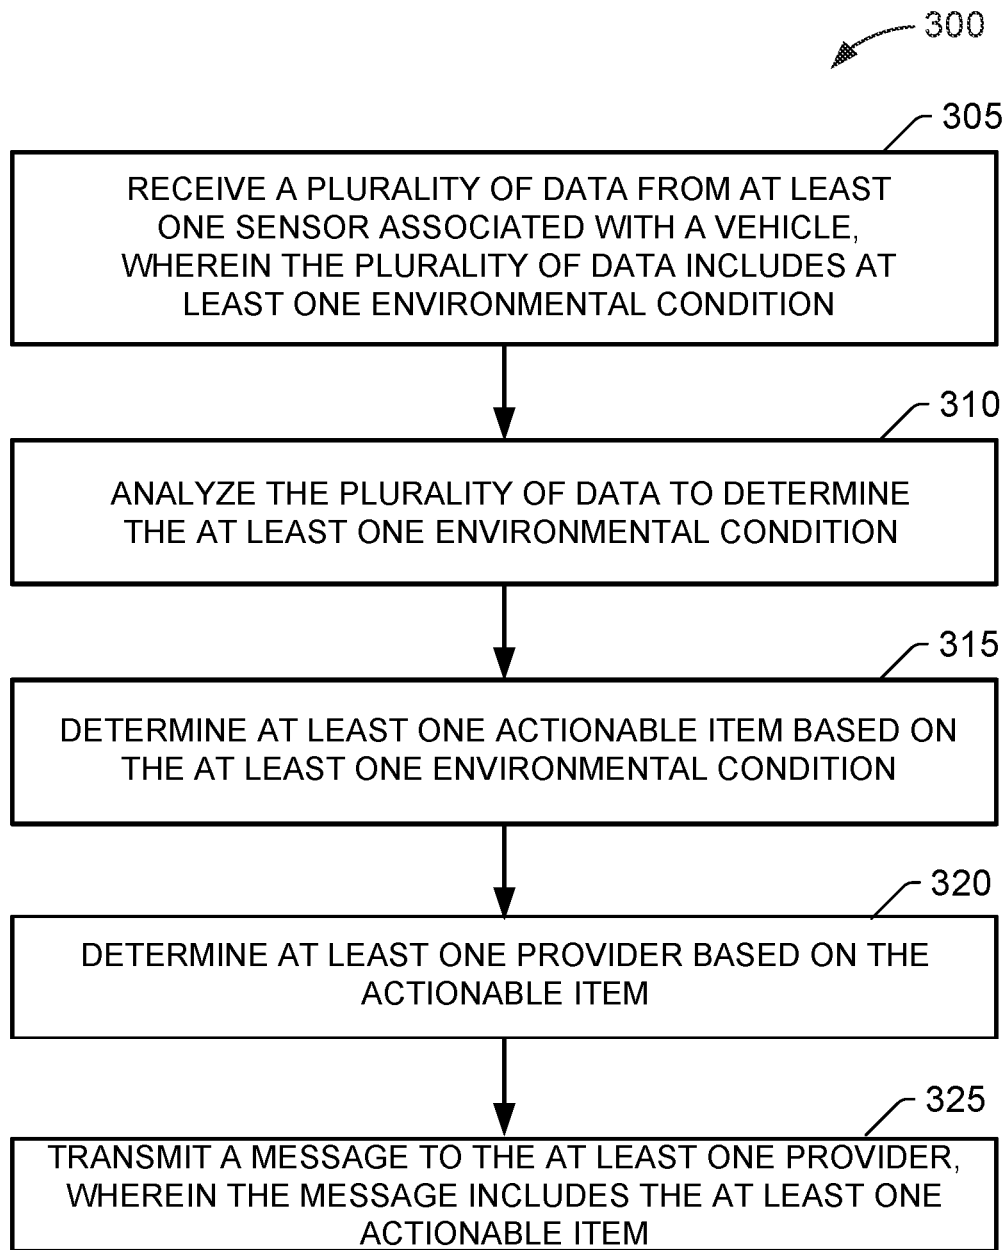 300
305
RECEIVE A PLURALITY OF DATA FROM AT LEAST
ONE SENSOR ASSOCIATED WITH A VEHICLE,
WHEREIN THE PLURALITY OF DATA INCLUDES AT
LEAST ONE ENVIRONMENTAL CONDITION
310
ANALYZE THE PLURALITY OF DATA TO DETERMINE
THE AT LEAST ONE ENVIRONMENTAL CONDITION
315
DETERMINE AT LEAST ONE ACTIONABLE ITEM BASED ON
THE AT LEAST ONE ENVIRONMENTAL CONDITION
320
DETERMINE AT LEAST ONE PROVIDER BASED ON THE
ACTIONABLE ITEM
325
TRANSMIT A MESSAGE TO THE AT LEAST ONE PROVIDER,
WHEREIN THE MESSAGE INCLUDES THE AT LEAST ONE
ACTIONABLE ITEM